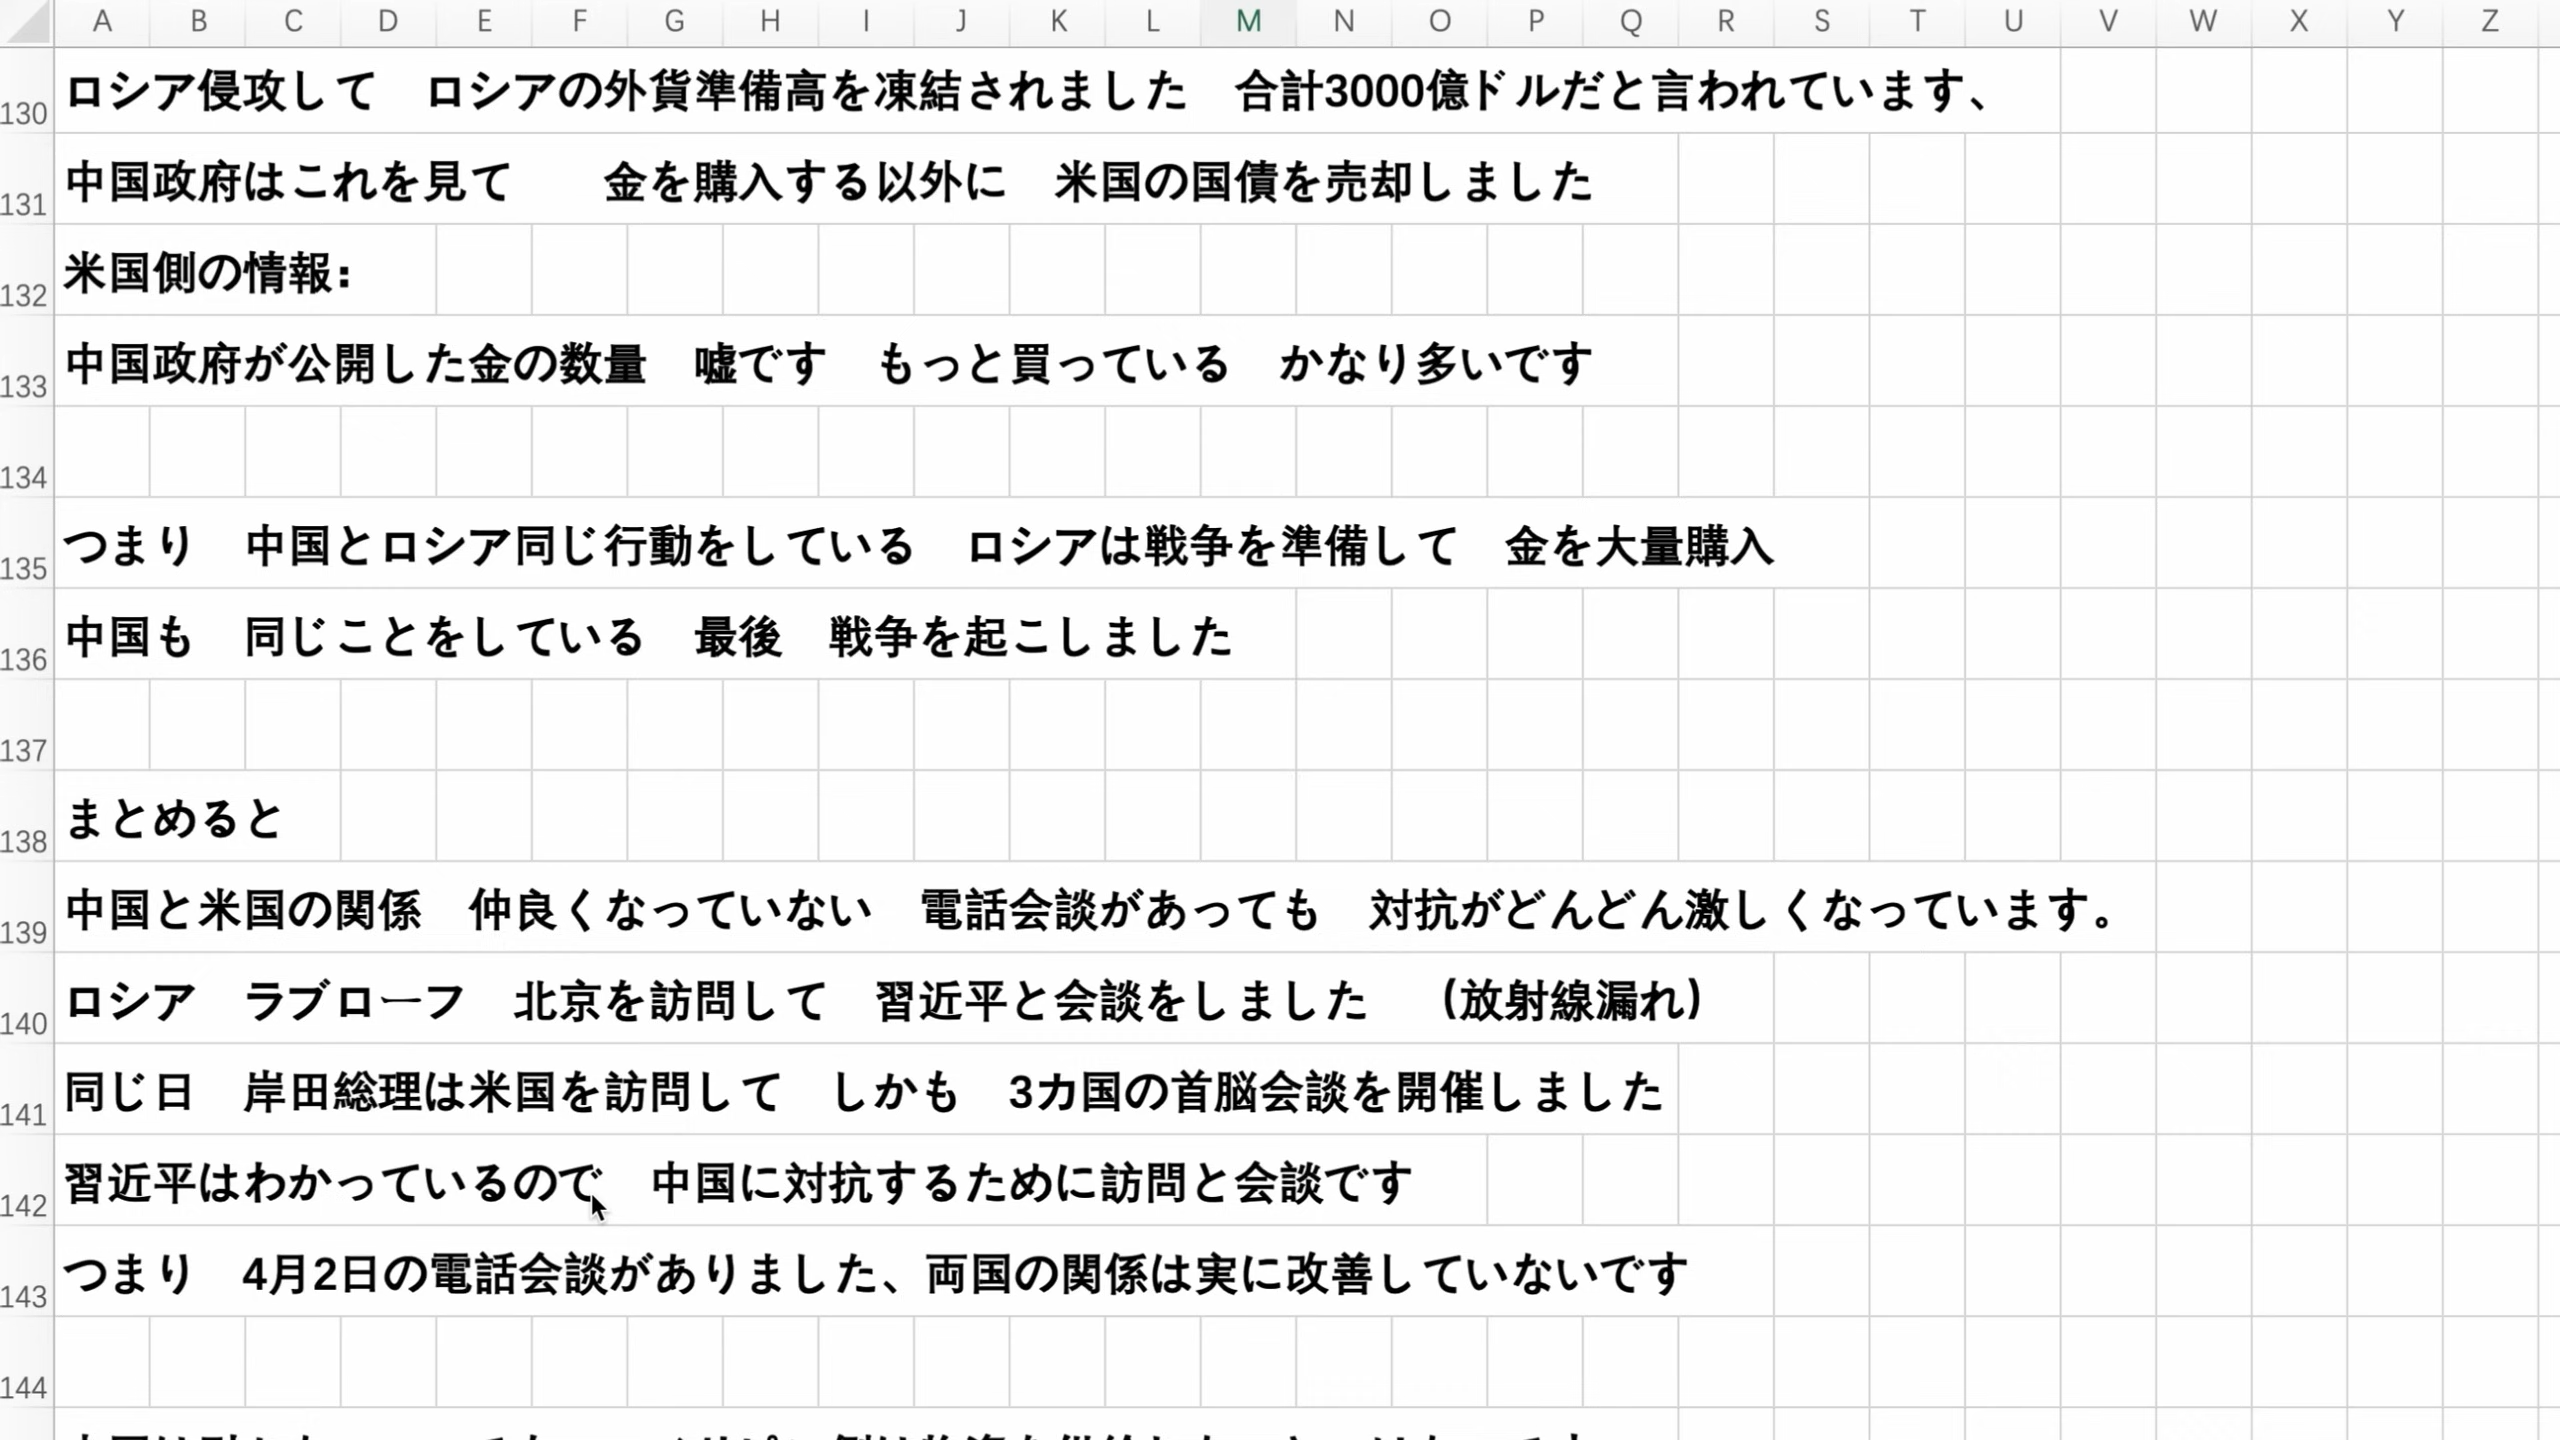 A B C D E F G H I J K L M N O P Q R S T U V W X Y Z
130 ロシア侵攻して　ロシアの外貨準備高を凍結されました　合計3000億ドルだと言われています、
131 中国政府はこれを見て　　金を購入する以外に　米国の国債を売却しました
132 米国側の情報：
133 中国政府が公開した金の数量　嘘です　もっと買っている　かなり多いです
134
135 つまり　中国とロシア同じ行動をしている　ロシアは戦争を準備して　金を大量購入
136 中国も　同じことをしている　最後　戦争を起こしました
137
138 まとめると
139 中国と米国の関係　仲良くなっていない　電話会談があっても　対抗がどんどん激しくなっています。
140 ロシア　ラブローフ　北京を訪問して　習近平と会談をしました　（放射線漏れ）
141 同じ日　岸田総理は米国を訪問して　しかも　3カ国の首脳会談を開催しました
142 習近平はわかっているので　中国に対抗するために訪問と会談です
143 つまり　4月2日の電話会談がありました、両国の関係は実に改善していないです
144